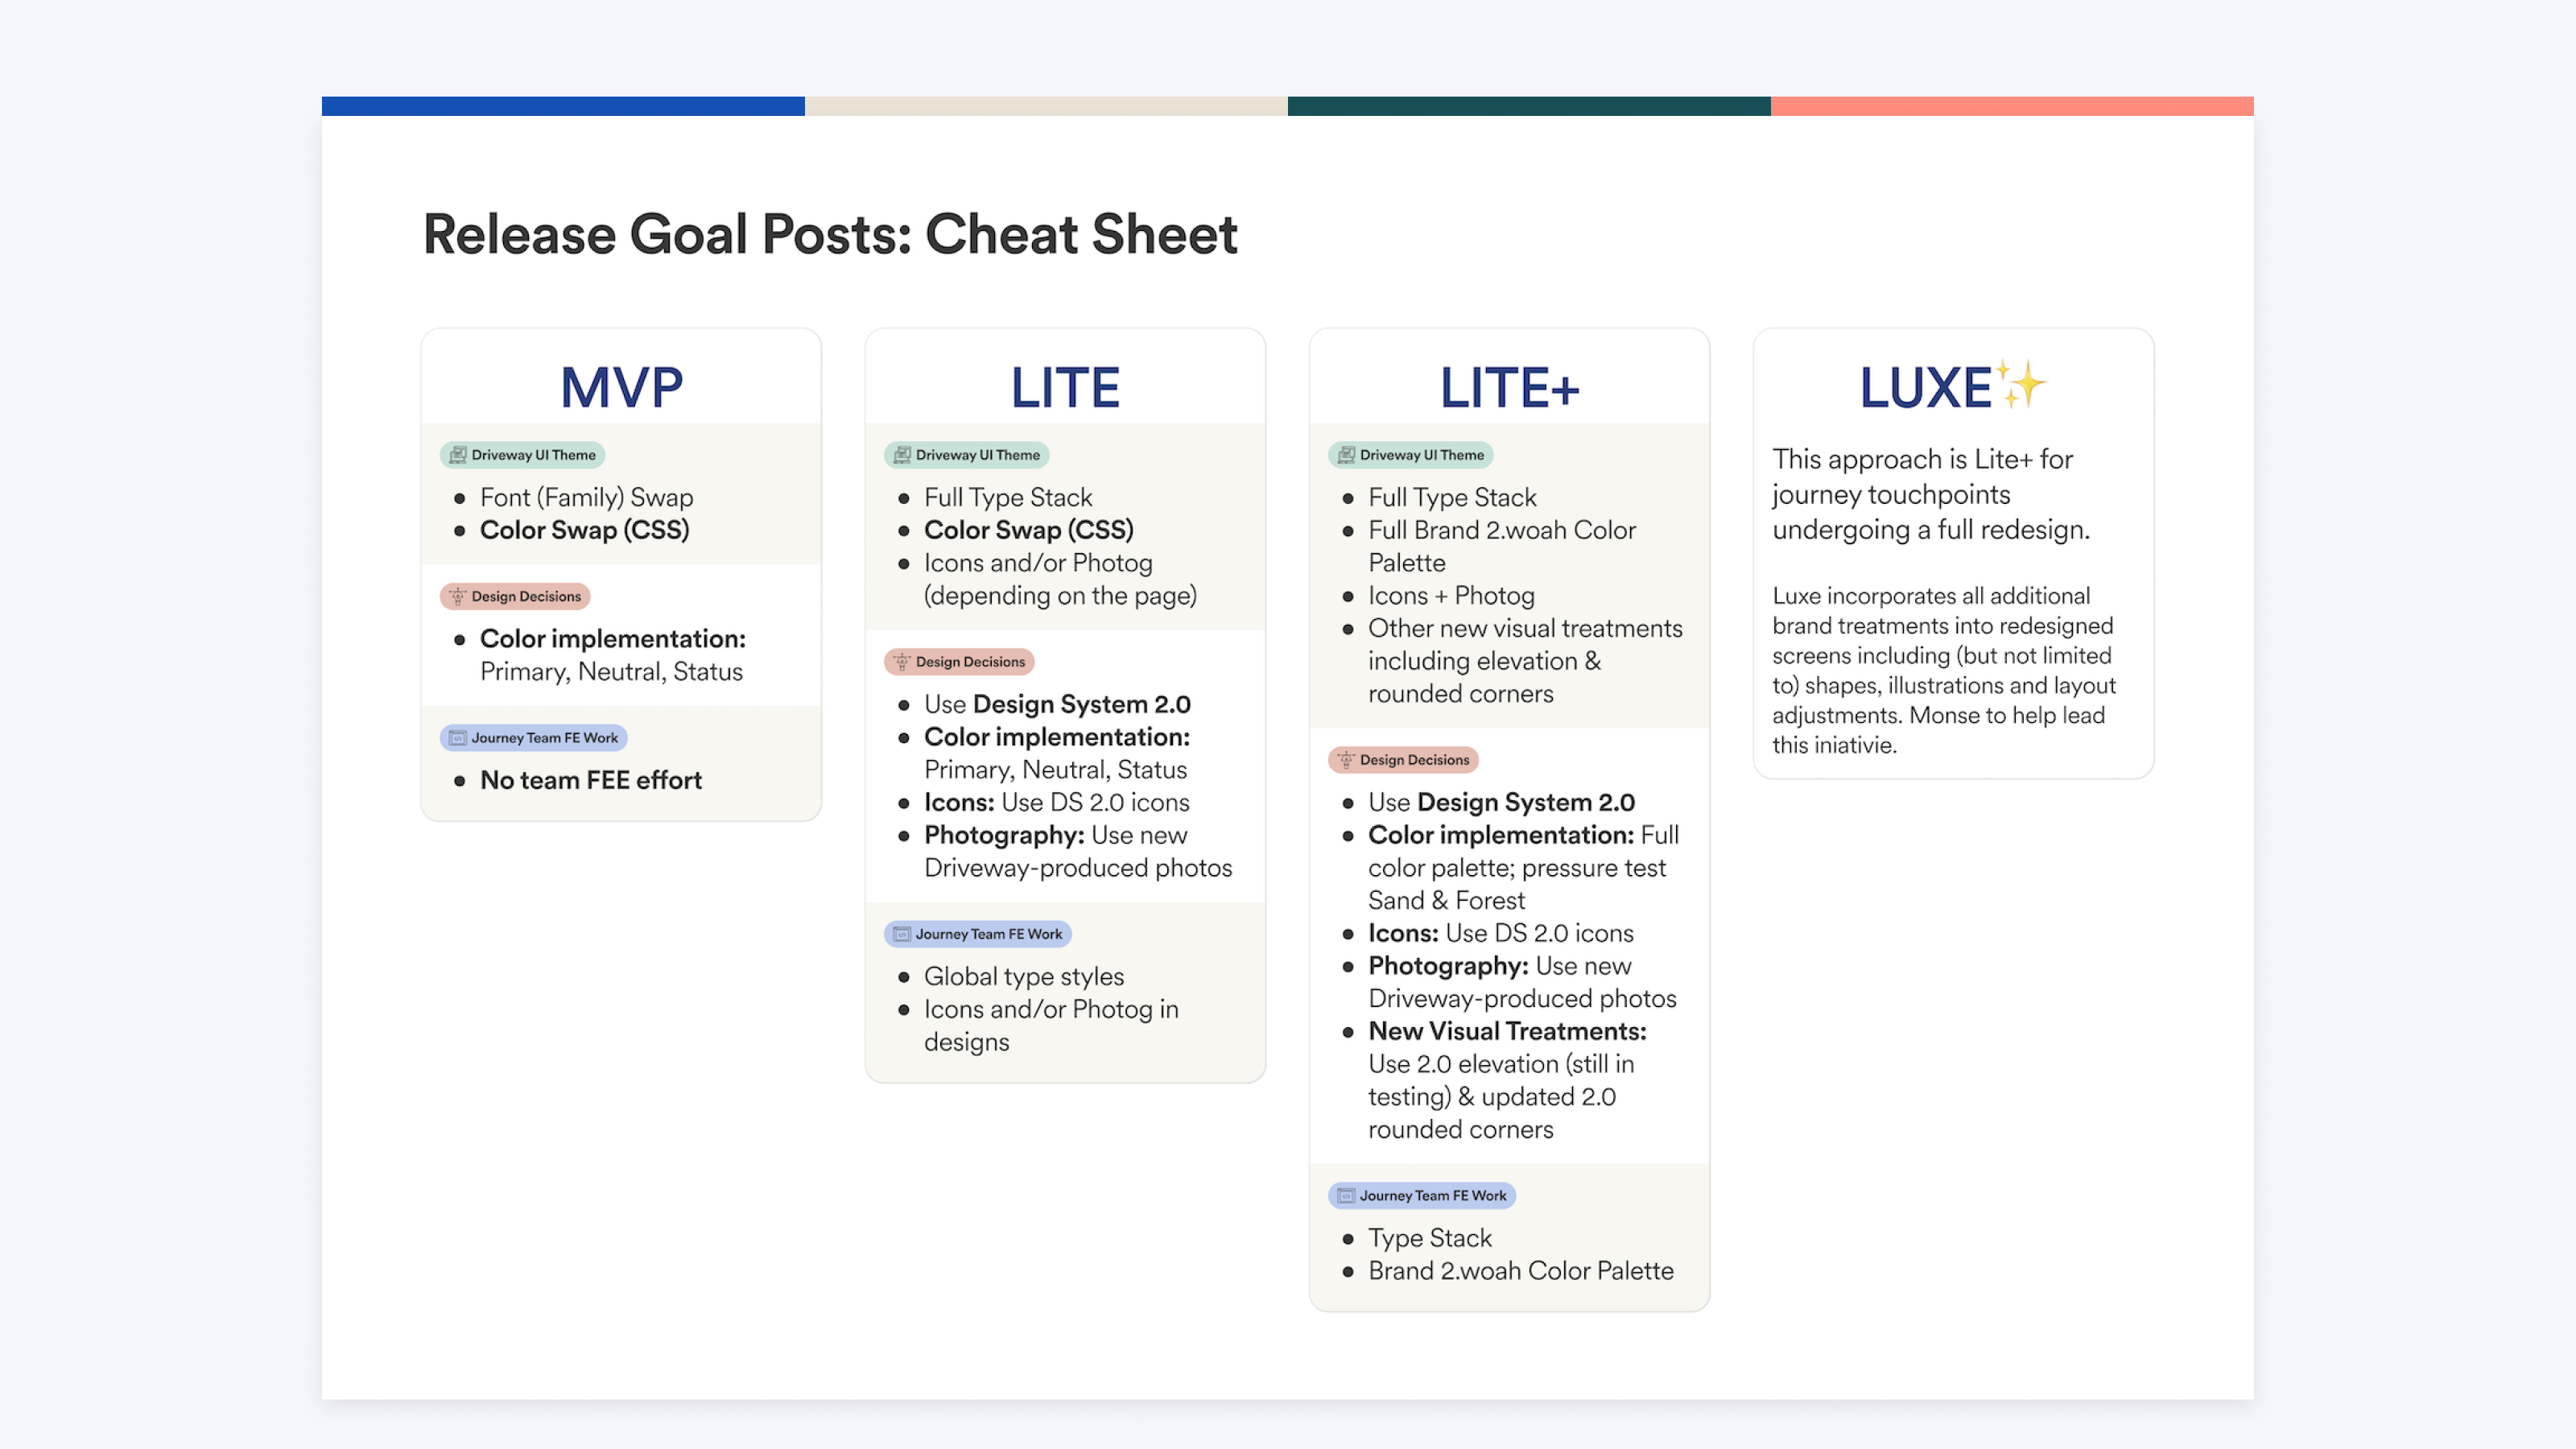 Release Goal Posts: Cheat Sheet
MVP
Driveway UI Theme
● Font (Family) Swap
● Color Swap (CSS)
Design Decisions
● Color implementation:
Primary, Neutral, Status
Journey Team FE Work
● No team FEE effort
LITE
Driveway UI Theme
● Full Type Stack
● Color Swap (CSS)
● Icons and/or Photog
(depending on the page)
Design Decisions
● Use Design System 2.0
● Color implementation:
Primary, Neutral, Status
● Icons: Use DS 2.0 icons
● Photography: Use new
Driveway-produced photos
Journey Team FE Work
● Global type styles
● Icons and/or Photog in
designs
LITE+
Driveway UI Theme
● Full Type Stack
● Full Brand 2.woah Color
Palette
● Icons + Photog
● Other new visual treatments
including elevation &
rounded corners
Design Decisions
● Use Design System 2.0
● Color implementation: Full
color palette; pressure test
Sand & Forest
● Icons: Use DS 2.0 icons
● Photography: Use new
Driveway-produced photos
● New Visual Treatments:
Use 2.0 elevation (still in
testing) & updated 2.0
rounded corners
Journey Team FE Work
● Type Stack
● Brand 2.woah Color Palette
LUXE✨
This approach is Lite+ for
journey touchpoints
undergoing a full redesign.
Luxe incorporates all additional
brand treatments into redesigned
screens including (but not limited
to) shapes, illustrations and layout
adjustments. Monse to help lead
this iniativie.